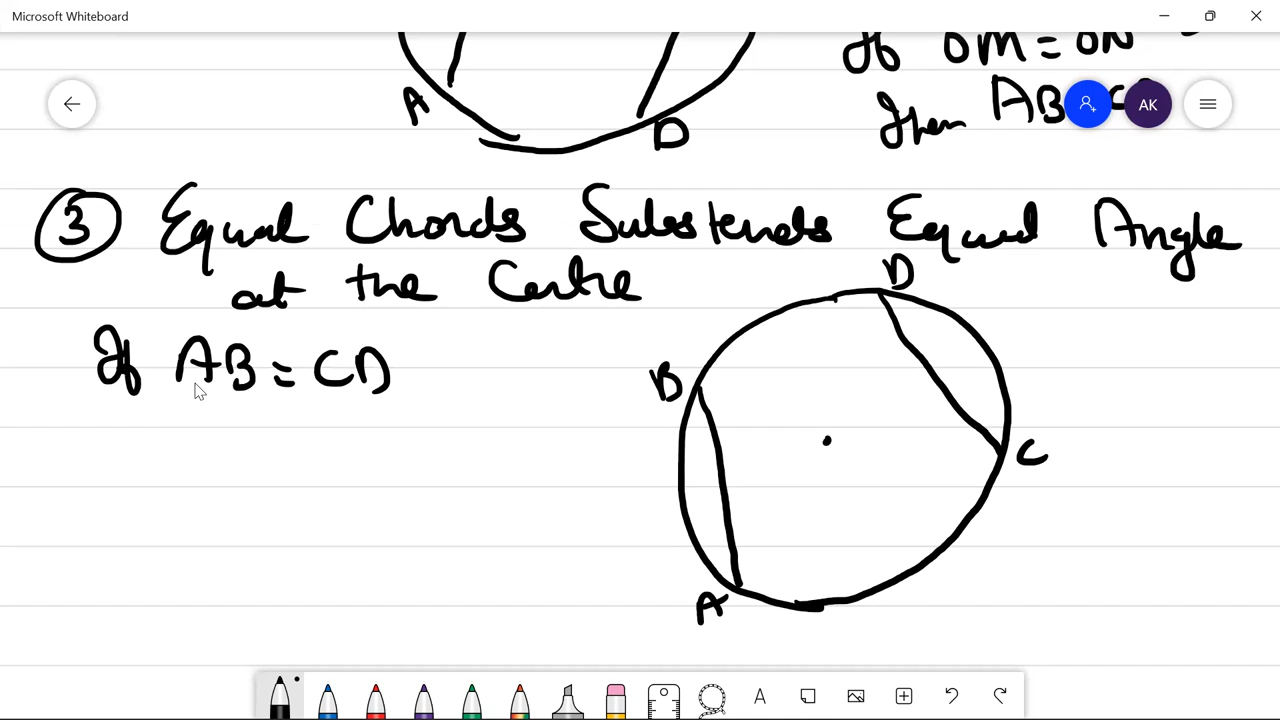 Microsoft Whiteboard
If OM = ON
Then AB
AK
A
D
3 Equal Chords Substends Equal Angle
at the Centre
D
If AB = CD
B
C
A
A